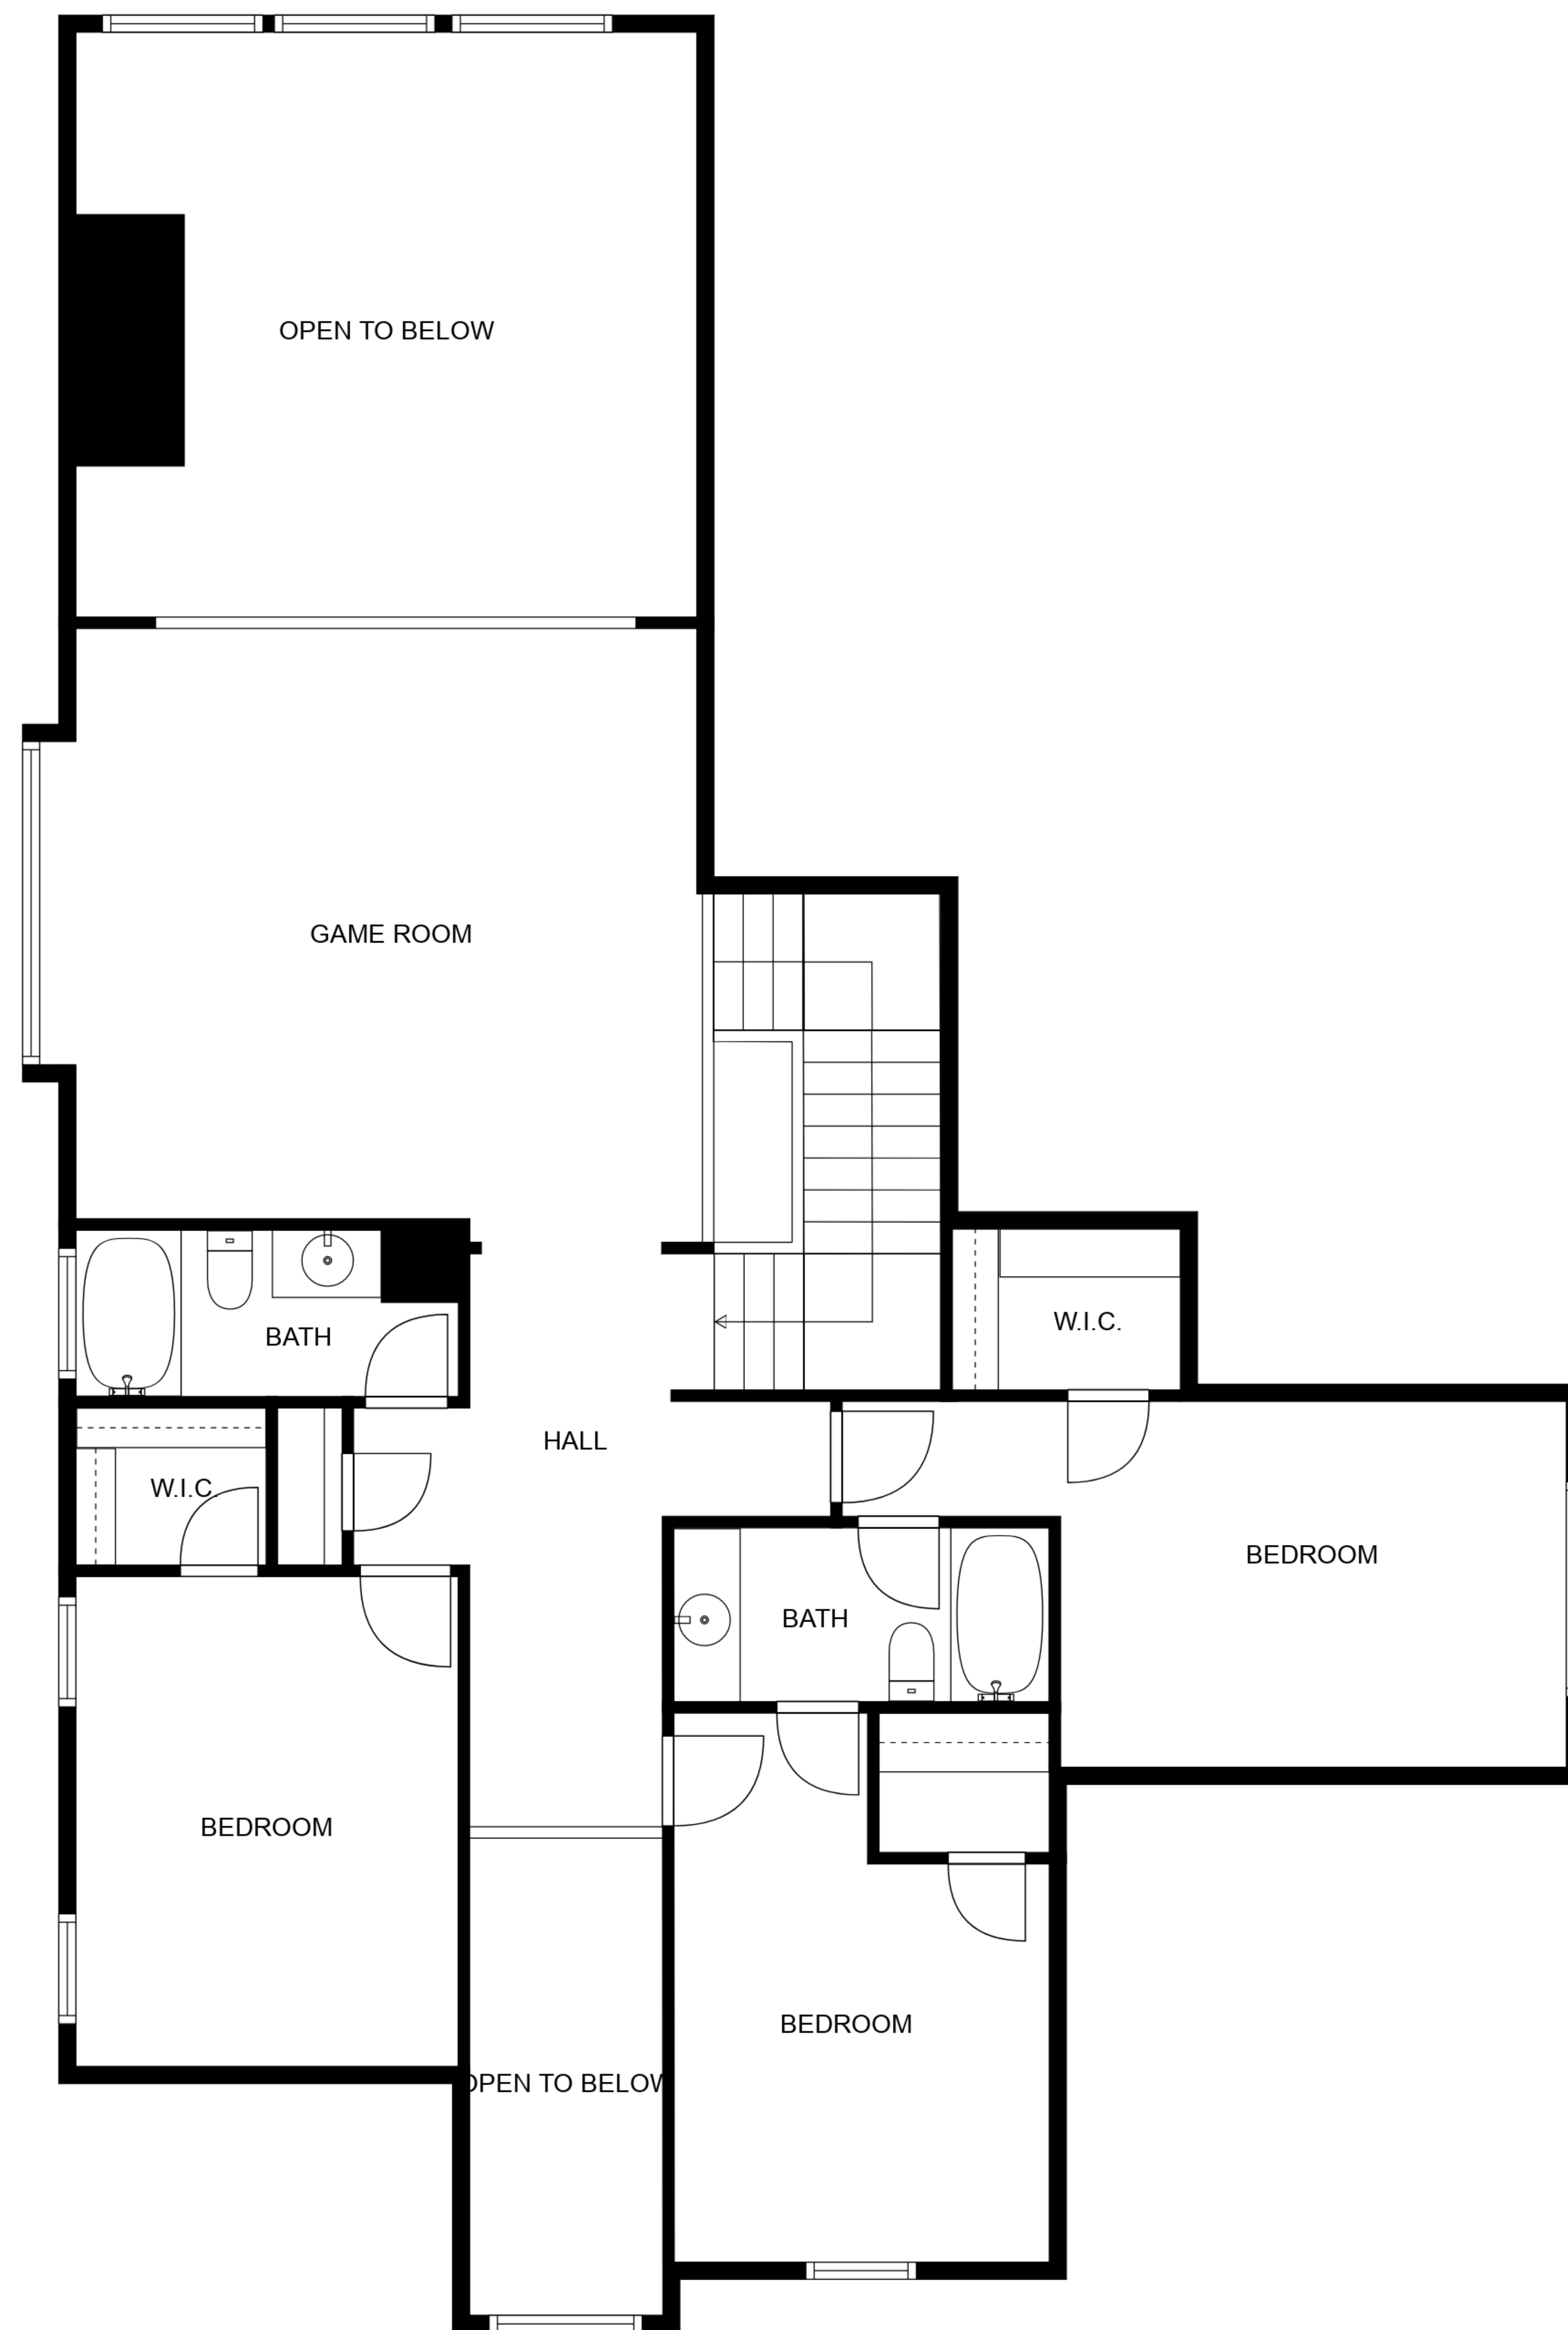 OPEN TO BELOW
GAME ROOM
W.I.C.
BATH
HALL
W.I.C.
BEDROOM
BATH
BEDROOM
BEDROOM
OPEN TO BELOW